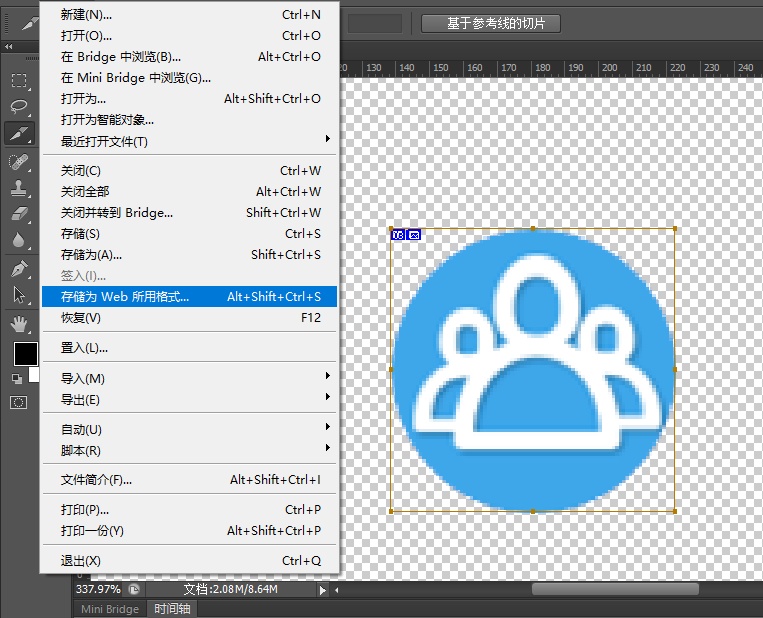 基于参考线的切片
新建(N)... Ctrl+N
打开(O)... Ctrl+O
在 Bridge 中浏览(B)... Alt+Ctrl+O
在 Mini Bridge 中浏览(G)...
打开为... Alt+Shift+Ctrl+O
打开为智能对象...
最近打开文件(T)
关闭(C) Ctrl+W
关闭全部 Alt+Ctrl+W
关闭并转到 Bridge... Shift+Ctrl+W
存储(S) Ctrl+S
存储为(A)... Shift+Ctrl+S
签入(I)...
存储为 Web 所用格式... Alt+Shift+Ctrl+S
恢复(V) F12
置入(L)...
导入(M)
导出(E)
自动(U)
脚本(R)
文件简介(F)... Alt+Shift+Ctrl+I
打印(P)... Ctrl+P
打印一份(Y) Alt+Shift+Ctrl+P
退出(X) Ctrl+Q
130 140 150 160 170 180 190 200 210 220 230 240
03
337.97% 文档:2.08M/8.64M
Mini Bridge 时间轴